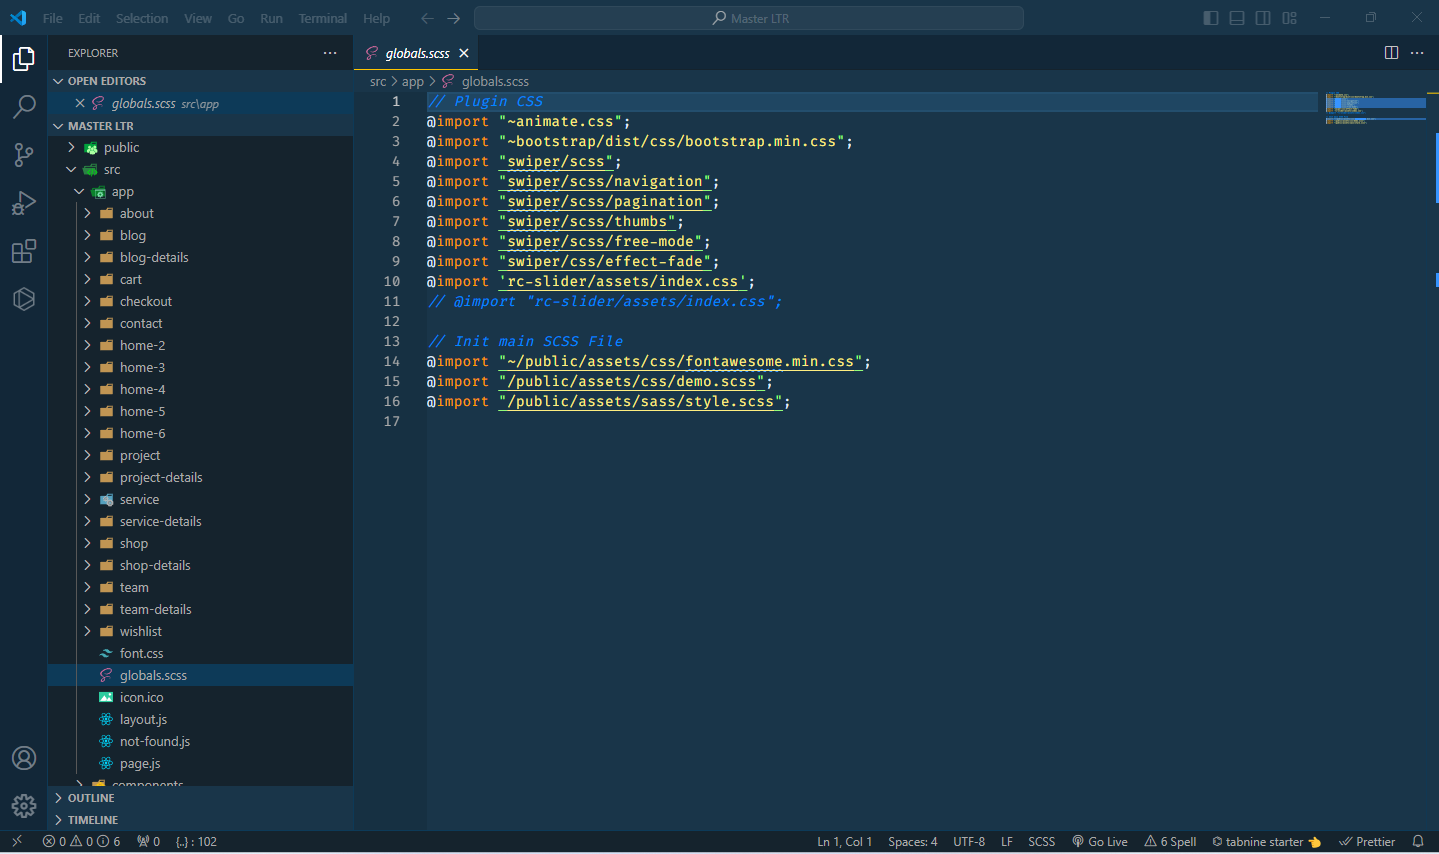 File Edit Selection View Go Run Terminal Help
Master LTR
EXPLORER
OPEN EDITORS
globals.scss src\app
MASTER LTR
public
src
app
about
blog
blog-details
cart
checkout
contact
home-2
home-3
home-4
home-5
home-6
project
project-details
service
service-details
shop
shop-details
team
team-details
wishlist
font.css
globals.scss
icon.ico
layout.js
not-found.js
page.js
components
OUTLINE
TIMELINE
globals.scss
src > app > globals.scss
1 // Plugin CSS
2 @import "~animate.css";
3 @import "~bootstrap/dist/css/bootstrap.min.css";
4 @import "swiper/scss";
5 @import "swiper/scss/navigation";
6 @import "swiper/scss/pagination";
7 @import "swiper/scss/thumbs";
8 @import "swiper/scss/free-mode";
9 @import "swiper/css/effect-fade";
10 @import 'rc-slider/assets/index.css';
11 // @import "rc-slider/assets/index.css";
12
13 // Init main SCSS File
14 @import "~/public/assets/css/fontawesome.min.css";
15 @import "/public/assets/css/demo.scss";
16 @import "/public/assets/sass/style.scss";
17
0 0 6 0 {..} : 102 Ln 1, Col 1 Spaces: 4 UTF-8 LF SCSS Go Live 6 Spell tabnine starter Prettier